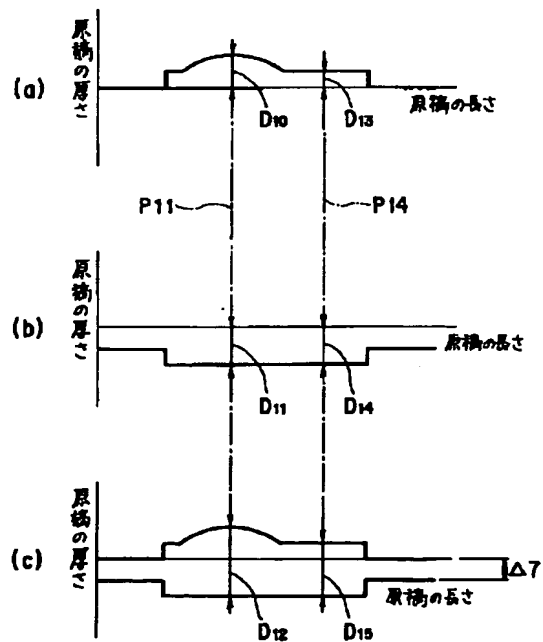 原稿の厚さ
(a)
原稿の長さ
D10
D13
P11
P14
原稿の厚さ
(b)
原稿の長さ
D11
D14
原稿の厚さ
(c)
△7
原稿の長さ
D12
D15